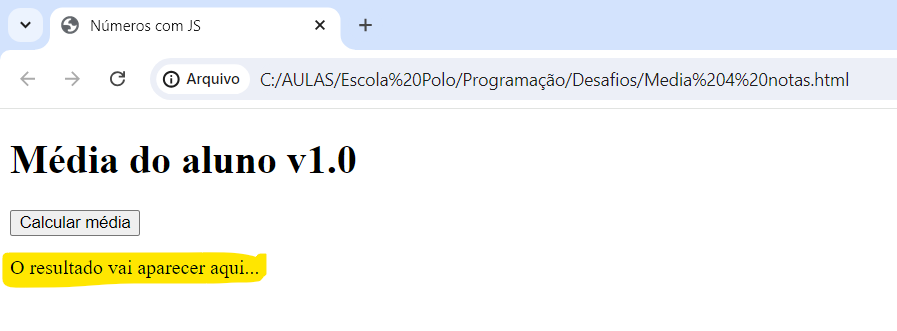 Números com JS
Arquivo C:/AULAS/Escola%20Polo/Programação/Desafios/Media%204%20notas.html
Média do aluno v1.0
Calcular média
O resultado vai aparecer aqui...